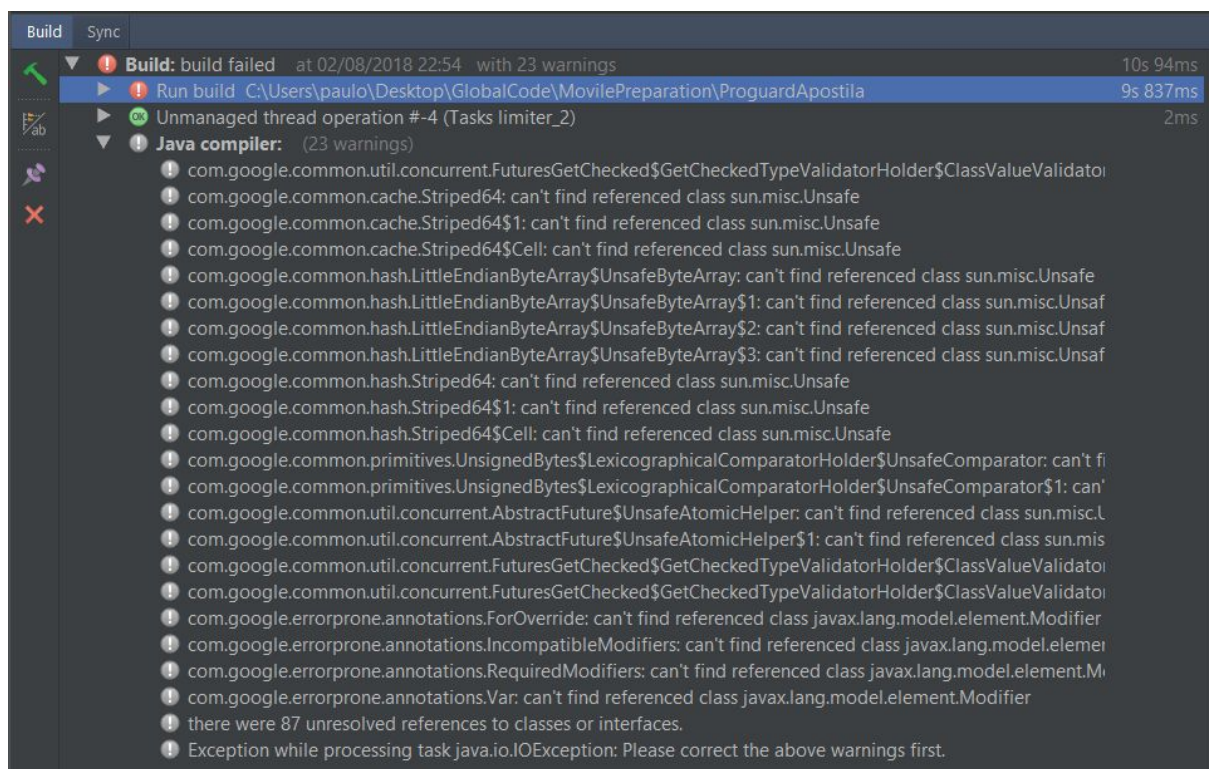 Build Sync
Build: build failed at 02/08/2018 22:54 with 23 warnings 10s 94ms
Run build C:\Users\paulo\Desktop\GlobalCode\MovilePreparation\ProguardApostila 9s 837ms
OK Unmanaged thread operation #-4 (Tasks limiter_2) 2ms
Java compiler: (23 warnings)
com.google.common.util.concurrent.FuturesGetChecked$GetCheckedTypeValidatorHolder$ClassValueValidator
com.google.common.cache.Striped64: can't find referenced class sun.misc.Unsafe
com.google.common.cache.Striped64$1: can't find referenced class sun.misc.Unsafe
com.google.common.cache.Striped64$Cell: can't find referenced class sun.misc.Unsafe
com.google.common.hash.LittleEndianByteArray$UnsafeByteArray: can't find referenced class sun.misc.Unsafe
com.google.common.hash.LittleEndianByteArray$UnsafeByteArray$1: can't find referenced class sun.misc.Unsaf
com.google.common.hash.LittleEndianByteArray$UnsafeByteArray$2: can't find referenced class sun.misc.Unsaf
com.google.common.hash.LittleEndianByteArray$UnsafeByteArray$3: can't find referenced class sun.misc.Unsaf
com.google.common.hash.Striped64: can't find referenced class sun.misc.Unsafe
com.google.common.hash.Striped64$1: can't find referenced class sun.misc.Unsafe
com.google.common.hash.Striped64$Cell: can't find referenced class sun.misc.Unsafe
com.google.common.primitives.UnsignedBytes$LexicographicalComparatorHolder$UnsafeComparator: can't fi
com.google.common.primitives.UnsignedBytes$LexicographicalComparatorHolder$UnsafeComparator$1: can'
com.google.common.util.concurrent.AbstractFuture$UnsafeAtomicHelper: can't find referenced class sun.misc.U
com.google.common.util.concurrent.AbstractFuture$UnsafeAtomicHelper$1: can't find referenced class sun.mis
com.google.common.util.concurrent.FuturesGetChecked$GetCheckedTypeValidatorHolder$ClassValueValidator
com.google.common.util.concurrent.FuturesGetChecked$GetCheckedTypeValidatorHolder$ClassValueValidator
com.google.errorprone.annotations.ForOverride: can't find referenced class javax.lang.model.element.Modifier
com.google.errorprone.annotations.IncompatibleModifiers: can't find referenced class javax.lang.model.elemen
com.google.errorprone.annotations.RequiredModifiers: can't find referenced class javax.lang.model.element.Mo
com.google.errorprone.annotations.Var: can't find referenced class javax.lang.model.element.Modifier
there were 87 unresolved references to classes or interfaces.
Exception while processing task java.io.IOException: Please correct the above warnings first.